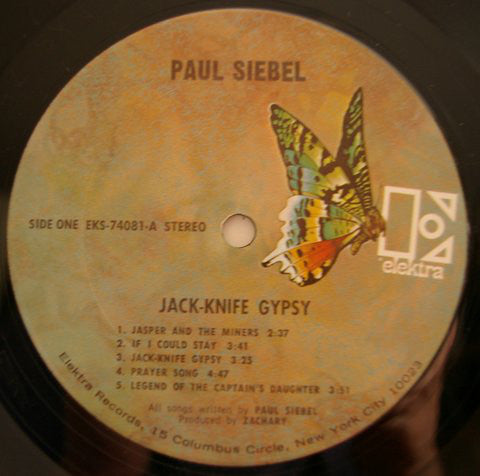 PAUL SIEBEL
SIDE ONE EKS-74081-A STEREO
elektra
JACK-KNIFE GYPSY
1. JASPER AND THE MINERS 2:37
2. IF I COULD STAY 3:41
3. JACK-KNIFE GYPSY 3:25
4. PRAYER SONG 4:47
5. LEGEND OF THE CAPTAIN'S DAUGHTER 3:51
All songs written by PAUL SIEBEL
Produced by ZACHARY
Elektra Records, 15 Columbus Circle, New York City 10023